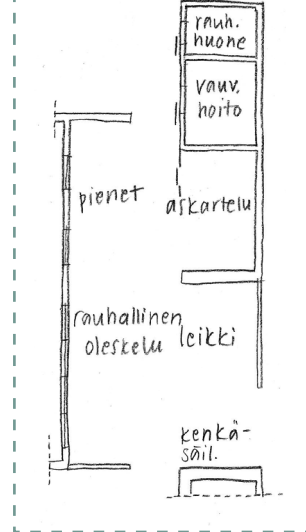 rauh.
huone
vauv.
hoito
pienet
askartelu
rauhallinen
oleskelu
leikki
kenkä-
säil.